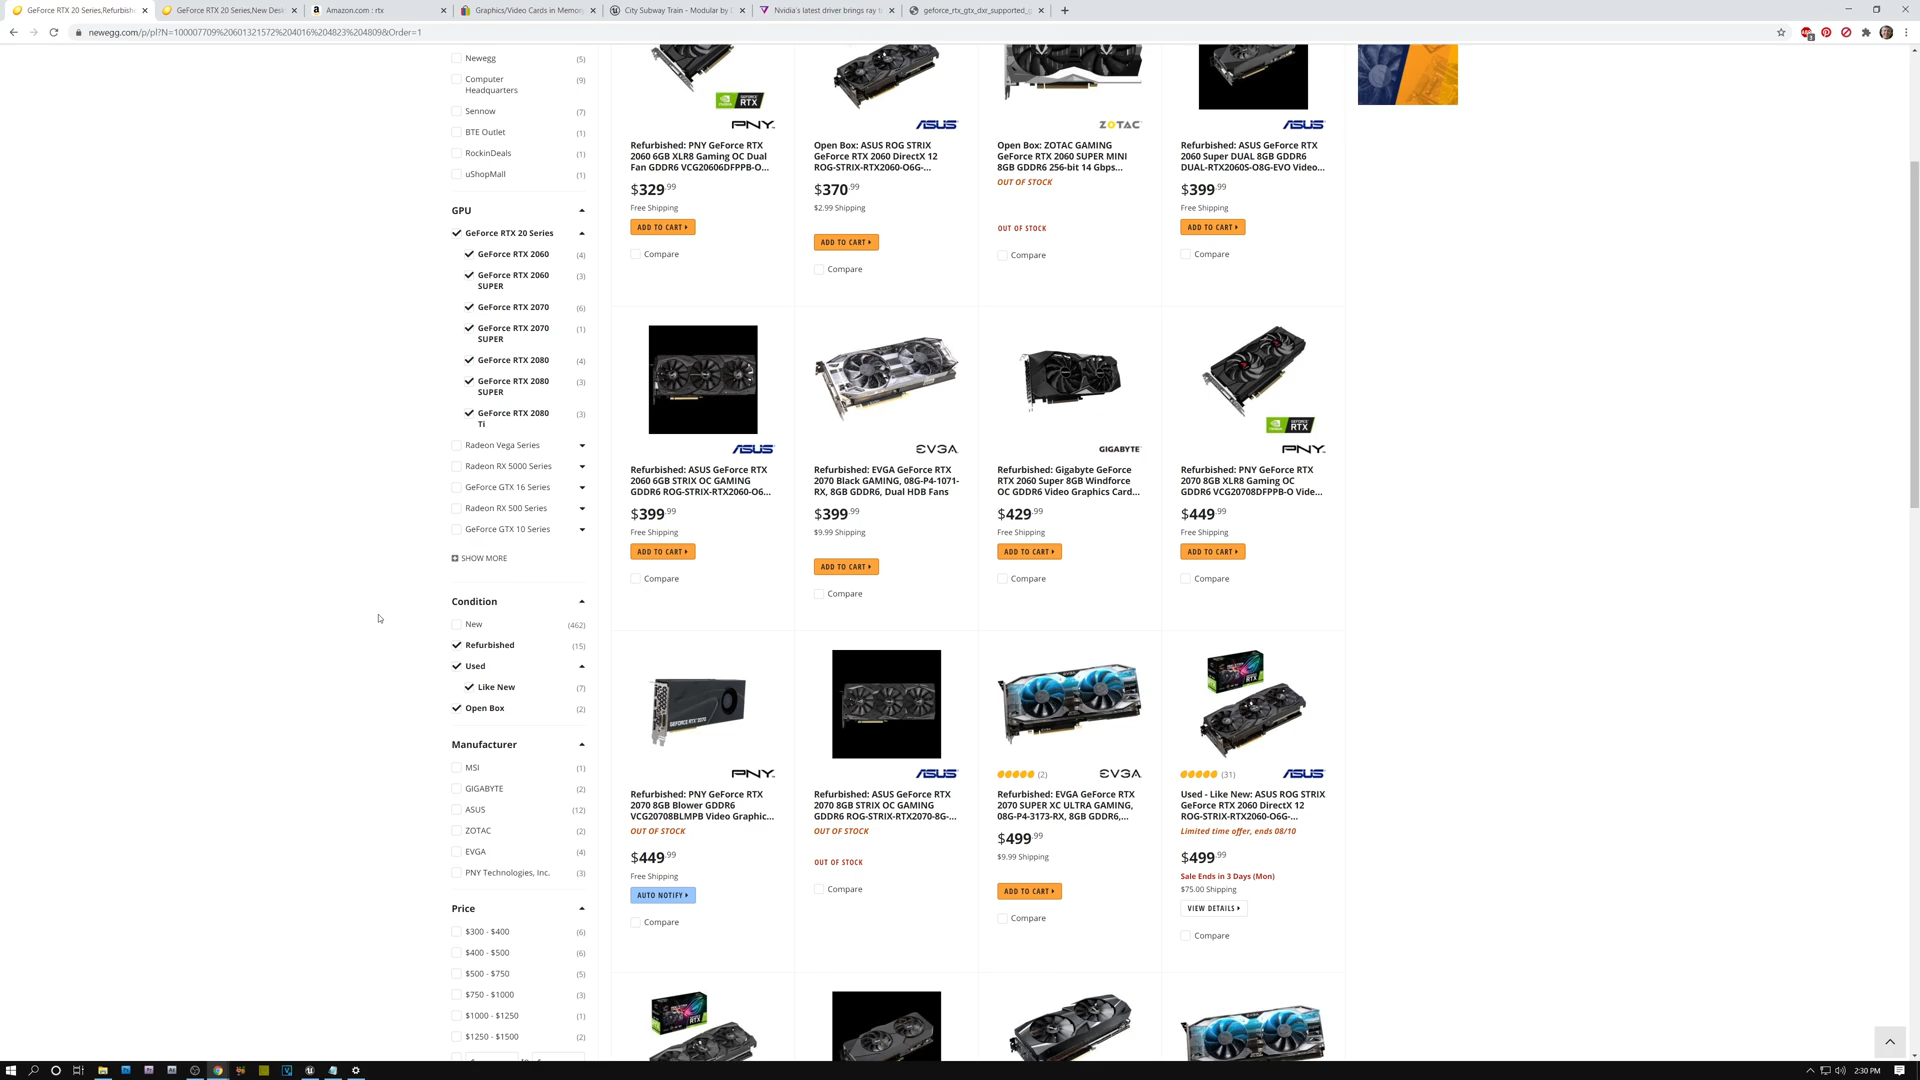 GeForce RTX 20 Series,Refurbishe
GeForce RTX 20 Series,New Desk
Amazon.com : rtx
Graphics/Video Cards in Memory,
City Subway Train - Modular by D
Nvidia's latest driver brings ray t
geforce_rtx_gtx_dxr_supported_g
newegg.com/p/pl?N=100007709%20601321572%204016%204823%204809&Order=1
Newegg (5)
Computer Headquarters (9)
Sennow (7)
BTE Outlet (1)
RockinDeals (1)
uShopMall (1)
GPU
GeForce RTX 20 Series
GeForce RTX 2060 (4)
GeForce RTX 2060 SUPER (3)
GeForce RTX 2070 (6)
GeForce RTX 2070 SUPER (1)
GeForce RTX 2080 (4)
GeForce RTX 2080 SUPER (3)
GeForce RTX 2080 Ti (3)
Radeon Vega Series
Radeon RX 5000 Series
GeForce GTX 16 Series
Radeon RX 500 Series
GeForce GTX 10 Series
SHOW MORE
Condition
New (462)
Refurbished (15)
Used
Like New (7)
Open Box (2)
Manufacturer
MSI (1)
GIGABYTE (2)
ASUS (12)
ZOTAC (2)
EVGA (4)
PNY Technologies, Inc. (3)
Price
$300 - $400 (6)
$400 - $500 (6)
$500 - $750 (5)
$750 - $1000 (3)
$1000 - $1250 (1)
$1250 - $1500 (2)
GEFORCE RTX
PNY
Refurbished: PNY GeForce RTX
2060 6GB XLR8 Gaming OC Dual
Fan GDDR6 VCG20606DFPPB-O...
$329.99
Free Shipping
ADD TO CART
Compare
ASUS
Open Box: ASUS ROG STRIX
GeForce RTX 2060 DirectX 12
ROG-STRIX-RTX2060-O6G-...
$370.99
$2.99 Shipping
ADD TO CART
Compare
ZOTAC
Open Box: ZOTAC GAMING
GeForce RTX 2060 SUPER MINI
8GB GDDR6 256-bit 14 Gbps...
OUT OF STOCK
OUT OF STOCK
Compare
ASUS
Refurbished: ASUS GeForce RTX
2060 Super DUAL 8GB GDDR6
DUAL-RTX2060S-O8G-EVO Video...
$399.99
Free Shipping
ADD TO CART
Compare
ASUS
Refurbished: ASUS GeForce RTX
2060 6GB STRIX OC GAMING
GDDR6 ROG-STRIX-RTX2060-O6...
$399.99
Free Shipping
ADD TO CART
Compare
EVGA
Refurbished: EVGA GeForce RTX
2070 Black GAMING, 08G-P4-1071-
RX, 8GB GDDR6, Dual HDB Fans
$399.99
$9.99 Shipping
ADD TO CART
Compare
GIGABYTE
Refurbished: Gigabyte GeForce
RTX 2060 Super 8GB Windforce
OC GDDR6 Video Graphics Card...
$429.99
Free Shipping
ADD TO CART
Compare
GEFORCE RTX
PNY
Refurbished: PNY GeForce RTX
2070 8GB XLR8 Gaming OC
GDDR6 VCG20708DFPPB-O Vide...
$449.99
Free Shipping
ADD TO CART
Compare
GEFORCE RTX 2070
PNY
Refurbished: PNY GeForce RTX
2070 8GB Blower GDDR6
VCG20708BLMPB Video Graphic...
OUT OF STOCK
$449.99
Free Shipping
AUTO NOTIFY
Compare
ASUS
Refurbished: ASUS GeForce RTX
2070 8GB STRIX OC GAMING
GDDR6 ROG-STRIX-RTX2070-8G-...
OUT OF STOCK
OUT OF STOCK
Compare
(2) EVGA
Refurbished: EVGA GeForce RTX
2070 SUPER XC ULTRA GAMING,
08G-P4-3173-RX, 8GB GDDR6,...
$499.99
$9.99 Shipping
ADD TO CART
Compare
(31) ASUS
Used - Like New: ASUS ROG STRIX
GeForce RTX 2060 DirectX 12
ROG-STRIX-RTX2060-O6G-...
Limited time offer, ends 08/10
$499.99
Sale Ends in 3 Days (Mon)
$75.00 Shipping
VIEW DETAILS
Compare
2:30 PM